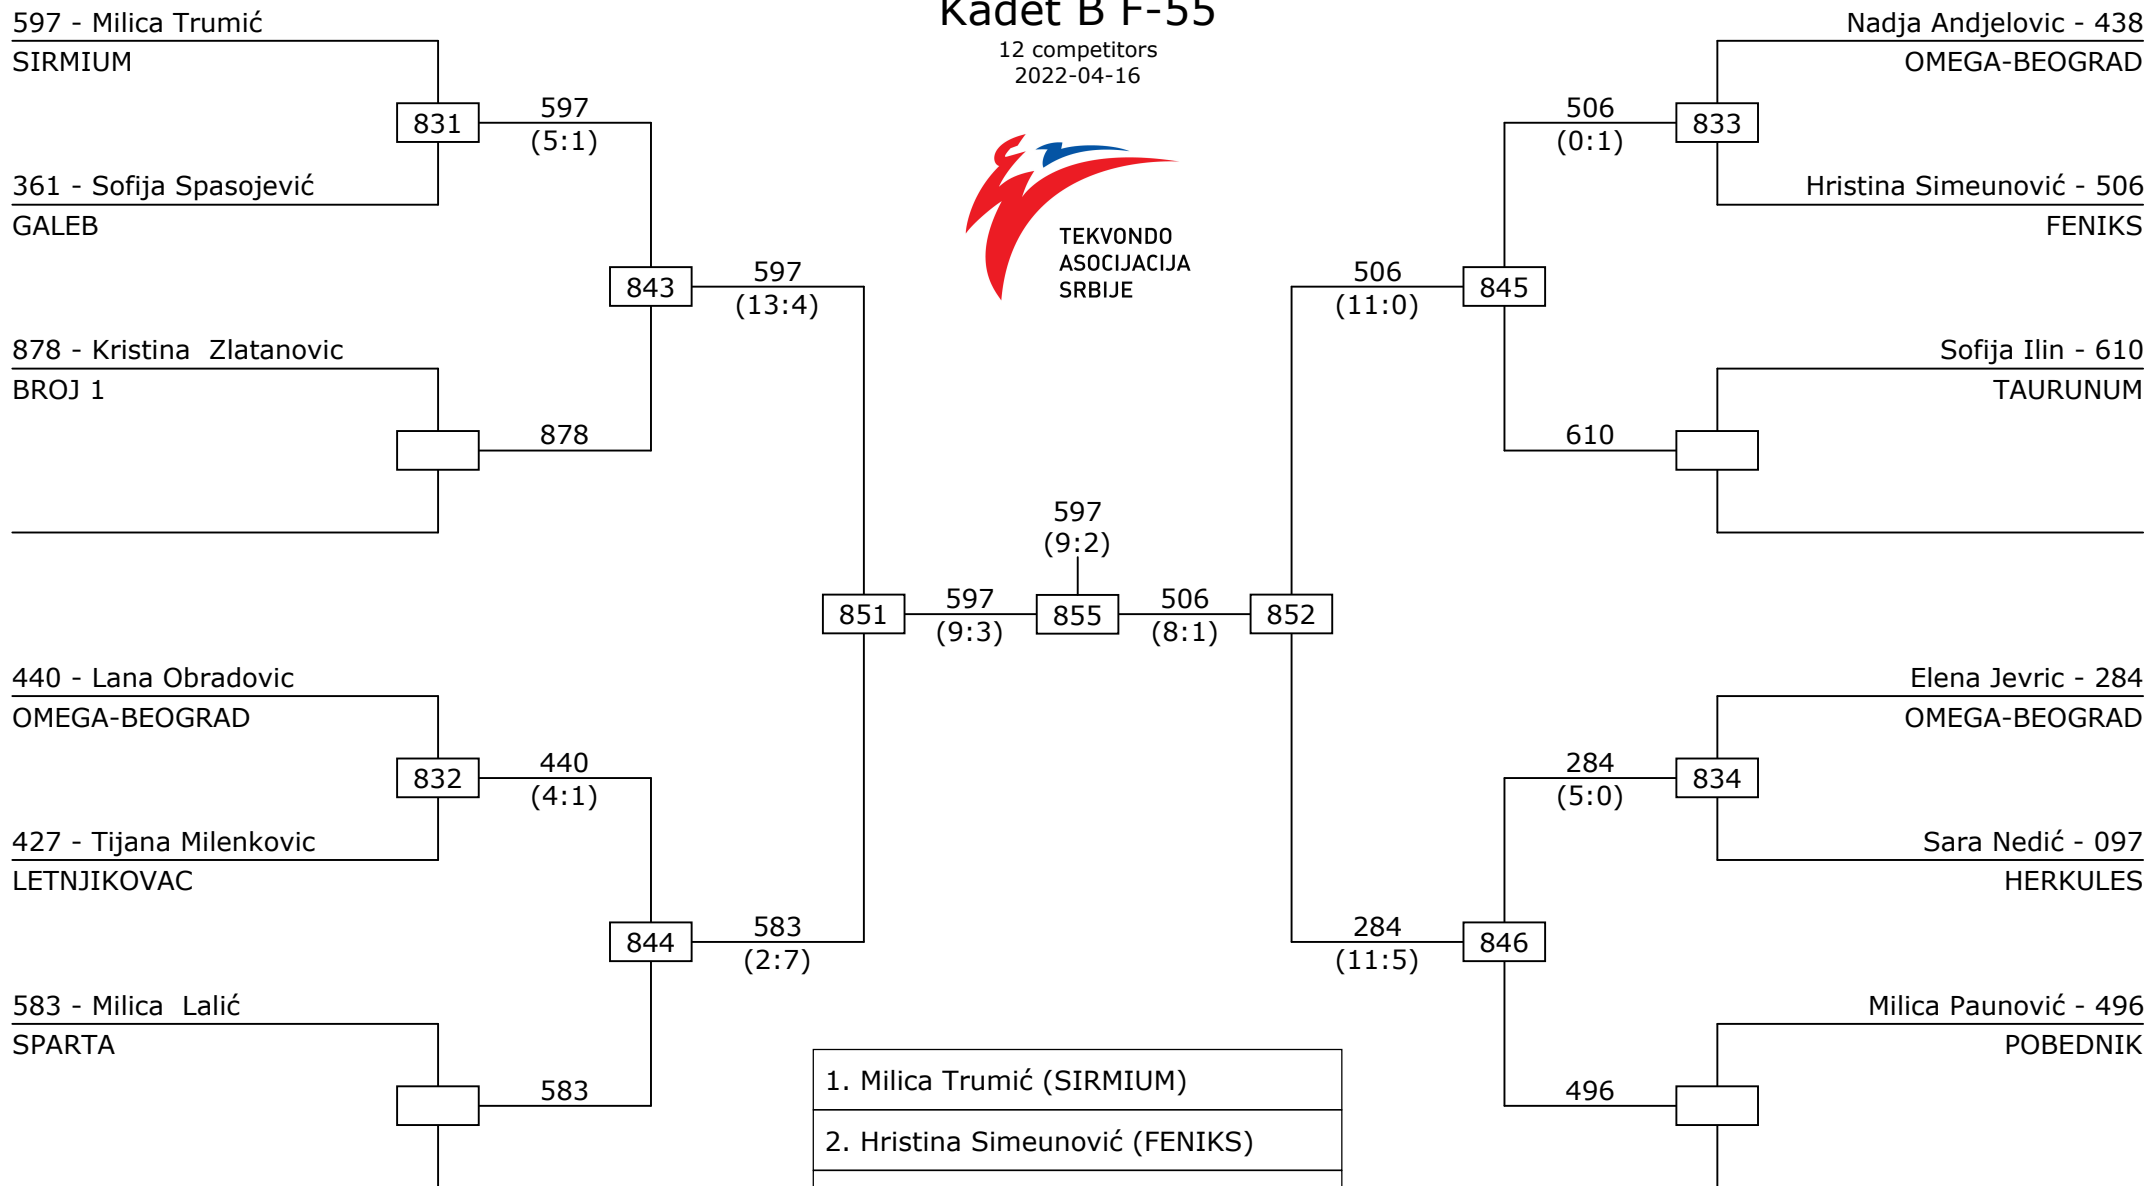 Kadet B F-55
12 competitors
2022-04-16
TEKVONDO
ASOCIJACIJA
SRBIJE
597 - Milica Trumić
SIRMIUM
831
597
(5:1)
361 - Sofija Spasojević
GALEB
843
597
(13:4)
878 - Kristina  Zlatanovic
BROJ 1
878
851
597
(9:3)
440 - Lana Obradovic
OMEGA-BEOGRAD
832
440
(4:1)
427 - Tijana Milenkovic
LETNJIKOVAC
844
583
(2:7)
583 - Milica  Lalić
SPARTA
583
597
(9:2)
855
Nadja Andjelovic - 438
OMEGA-BEOGRAD
506
(0:1)
833
Hristina Simeunović - 506
FENIKS
506
(11:0)
845
Sofija Ilin - 610
TAURUNUM
610
506
(8:1)
852
Elena Jevric - 284
OMEGA-BEOGRAD
284
(5:0)
834
Sara Nedić - 097
HERKULES
284
(11:5)
846
Milica Paunović - 496
POBEDNIK
496
1. Milica Trumić (SIRMIUM)
2. Hristina Simeunović (FENIKS)